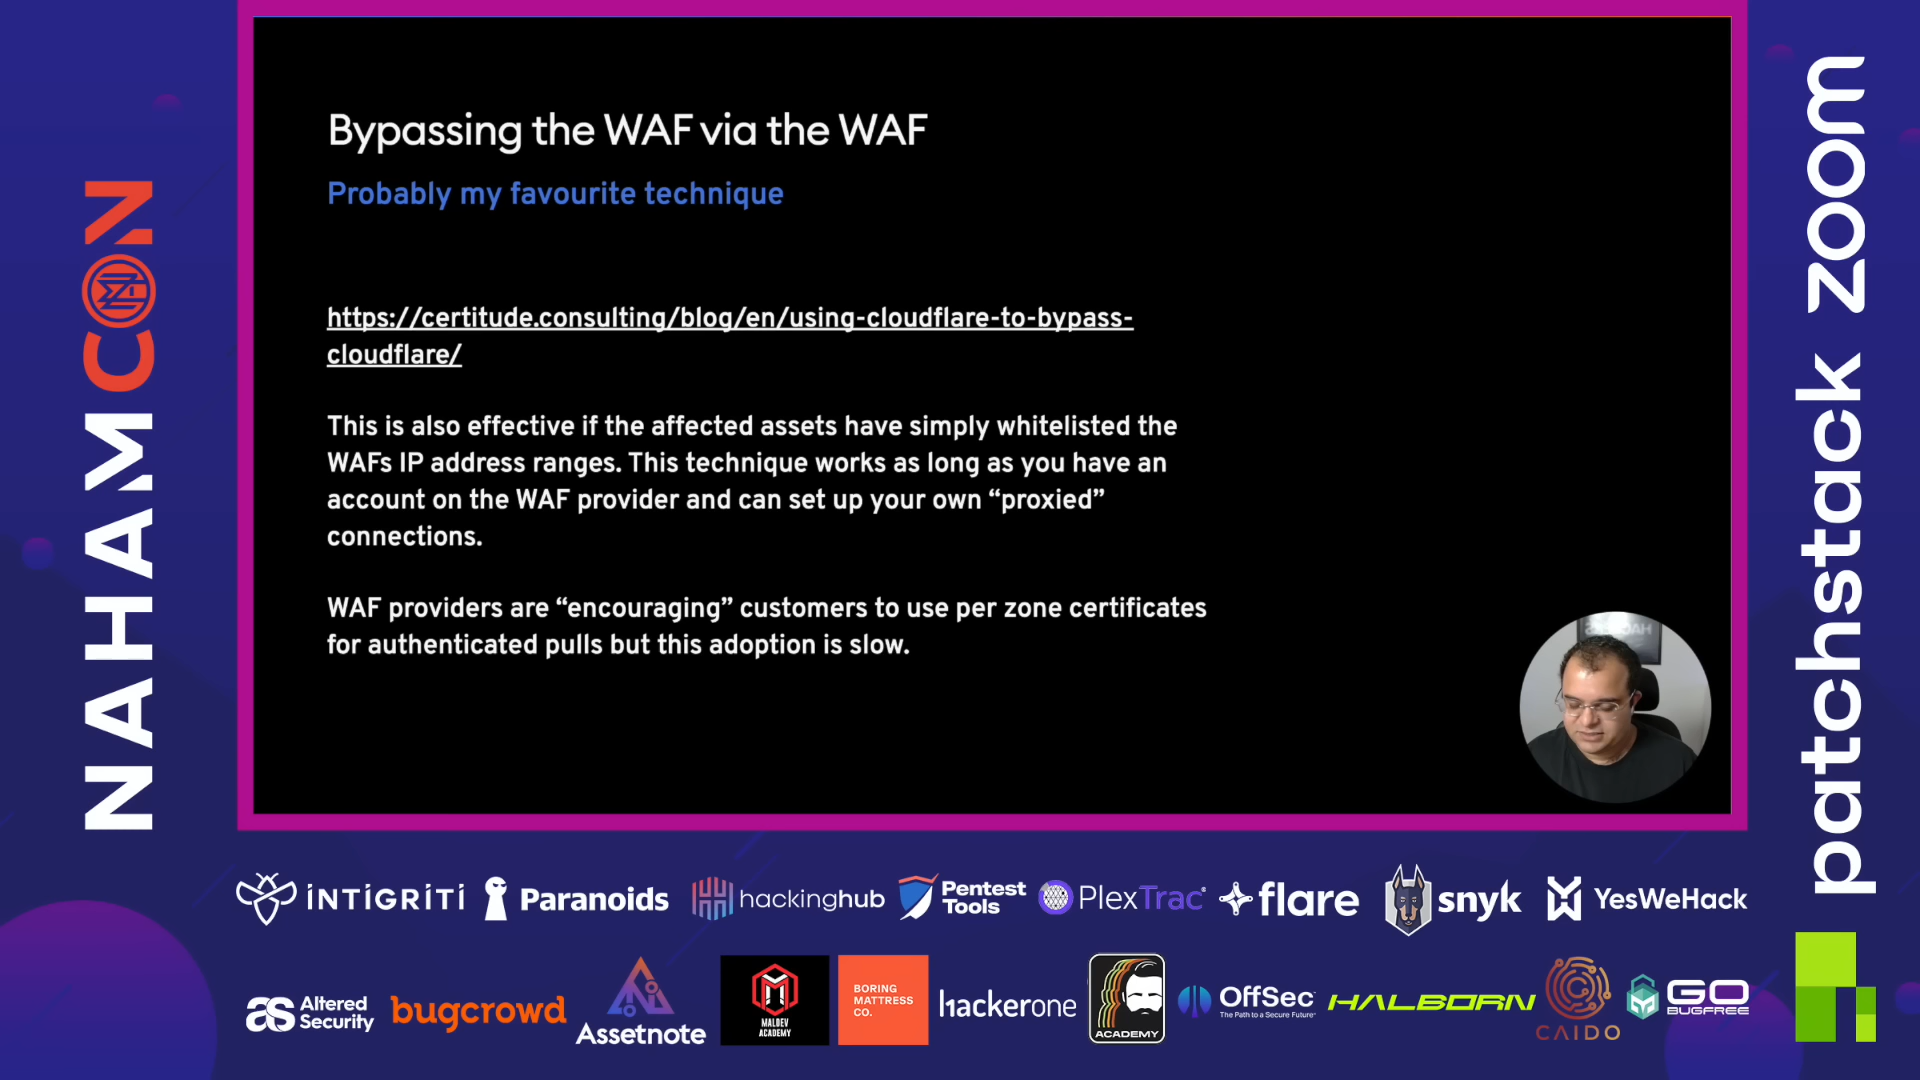 NAHAMCON
Bypassing the WAF via the WAF
Probably my favourite technique
https://certitude.consulting/blog/en/using-cloudflare-to-bypass-
cloudflare/
This is also effective if the affected assets have simply whitelisted the
WAFs IP address ranges. This technique works as long as you have an
account on the WAF provider and can set up your own “proxied”
connections.
WAF providers are “encouraging” customers to use per zone certificates
for authenticated pulls but this adoption is slow.
patchstack zoom
INTIGRITI
Paranoids
hackinghub
Pentest
Tools
PlexTrac
flare
snyk
YesWeHack
as Altered
Security
bugcrowd
Assetnote
MALDEV
ACADEMY
BORING
MATTRESS
CO.
hackerone
ACADEMY
OffSec
The Path to a Secure Future
HALBORN
CAIDO
GO
BUGFREE